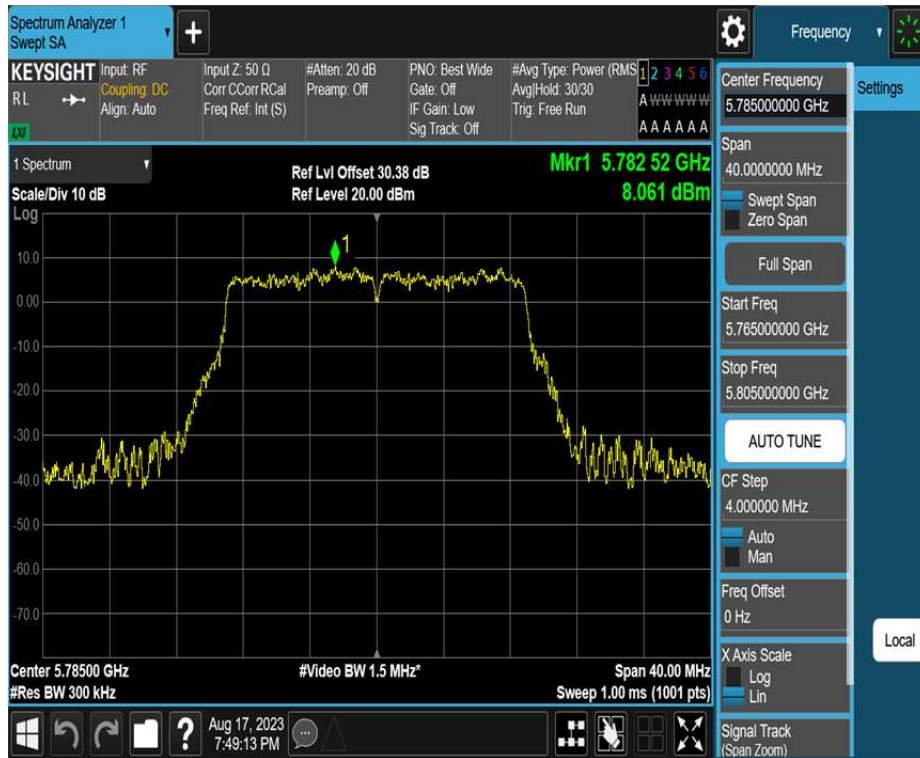 Spectrum Analyzer 1
Swept SA
Frequency
KEYSIGHT
R L
LXI
Input: RF
Coupling: DC
Align: Auto
Input Z: 50 Ω
Corr CCorr RCal
Freq Ref: Int (S)
#Atten: 20 dB
Preamp: Off
PNO: Best Wide
Gate: Off
IF Gain: Low
Sig Track: Off
#Avg Type: Power (RMS
Avg|Hold: 30/30
Trig: Free Run
1 2 3 4 5 6
A W W W W W
A A A A A A
Center Frequency
5.785000000 GHz
Settings
1 Spectrum
Scale/Div 10 dB
Log
Ref Lvl Offset 30.38 dB
Ref Level 20.00 dBm
Mkr1 5.782 52 GHz
8.061 dBm
Span
40.0000000 MHz
Swept Span
Zero Span
Full Span
Start Freq
5.765000000 GHz
Stop Freq
5.805000000 GHz
AUTO TUNE
CF Step
4.000000 MHz
Auto
Man
Freq Offset
0 Hz
X Axis Scale
Log
Lin
Local
Signal Track
(Span Zoom)
1
10.0
0.00
-10.0
-20.0
-30.0
-40.0
-50.0
-60.0
-70.0
Center 5.78500 GHz
#Res BW 300 kHz
#Video BW 1.5 MHz*
Span 40.00 MHz
Sweep 1.00 ms (1001 pts)
?
Aug 17, 2023
7:49:13 PM